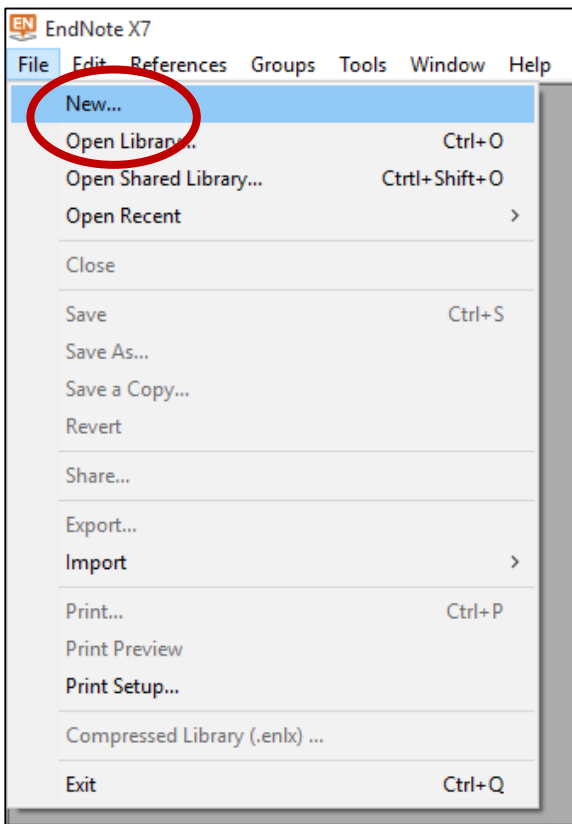 EN EndNote X7
File Edit References Groups Tools Window Help
New...
Open Library... Ctrl+O
Open Shared Library... Ctrtl+Shift+O
Open Recent >
Close
Save Ctrl+S
Save As...
Save a Copy...
Revert
Share...
Export...
Import >
Print... Ctrl+P
Print Preview
Print Setup...
Compressed Library (.enlx) ...
Exit Ctrl+Q